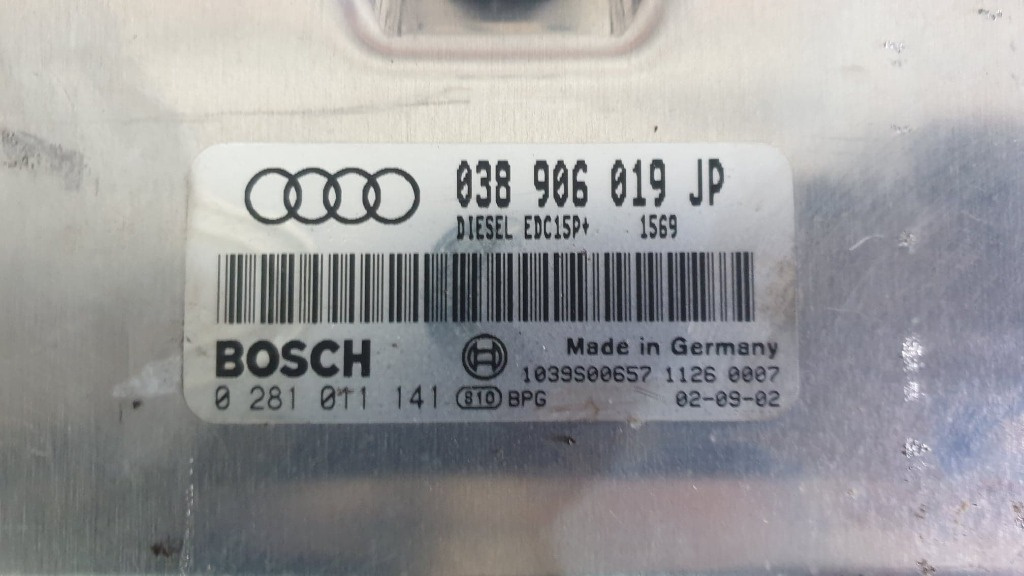 038 906 019 JP
DIESEL EDC15P+ 1569
BOSCH
Made in Germany
1039S00657 1126 0007
0 281 011 141 810 BPG 02-09-02